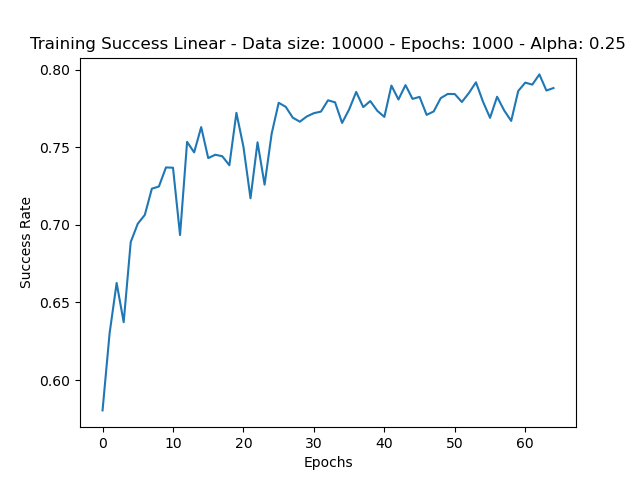 Training Success Linear - Data size: 10000 - Epochs: 1000 - Alpha: 0.25
0.80
0.75
0.70
0.65
0.60
Success Rate
0 10 20 30 40 50 60
Epochs